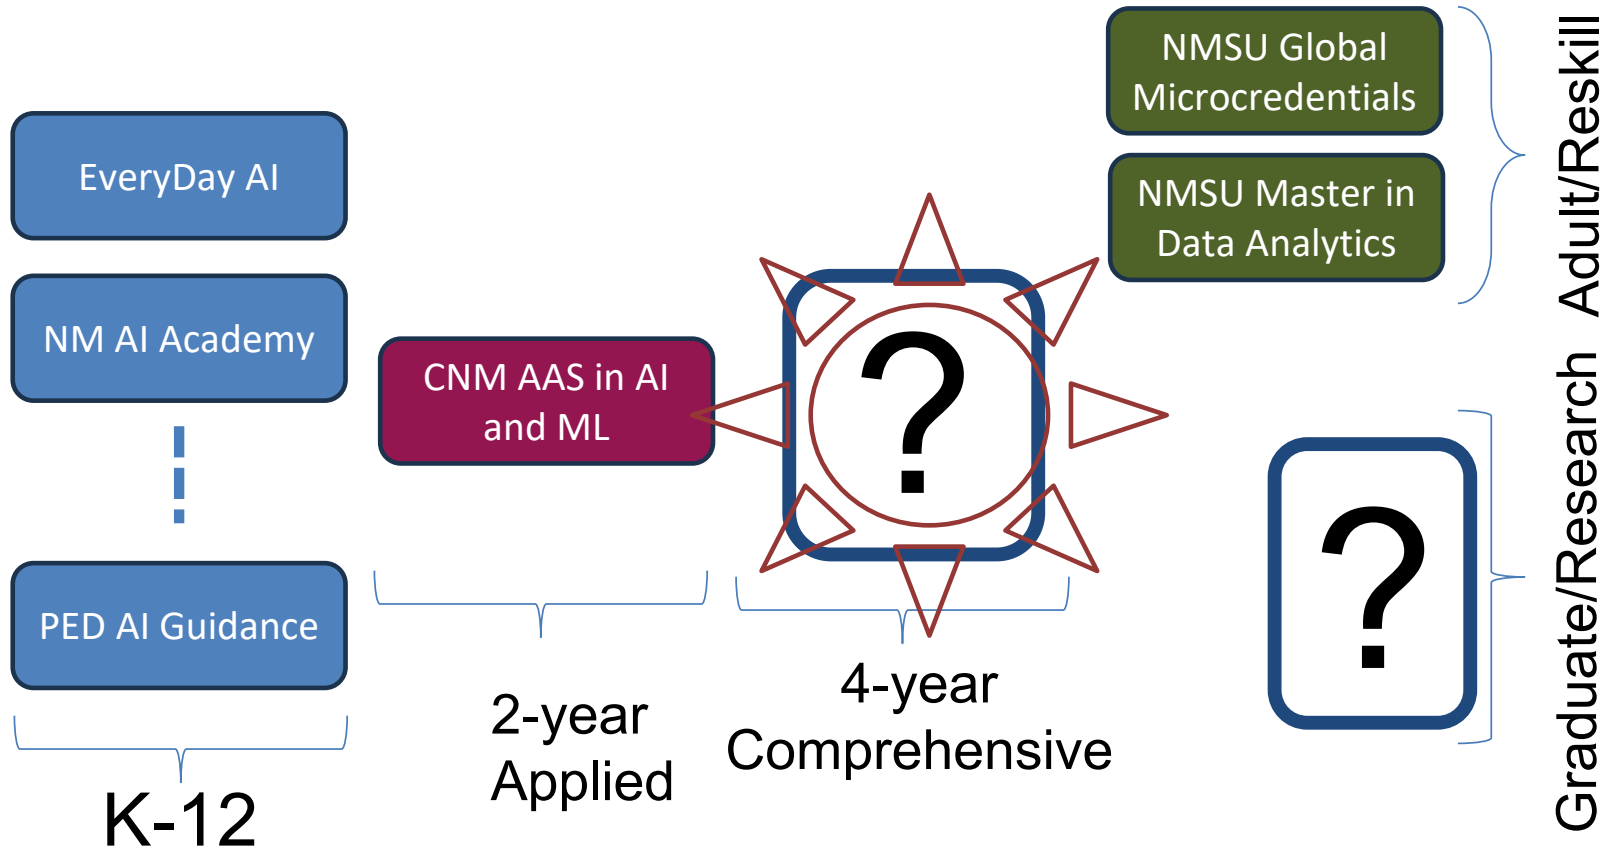 EveryDay AI
NM AI Academy
PED AI Guidance
K-12
CNM AAS in AI
and ML
2-year
Applied
?
4-year
Comprehensive
NMSU Global
Microcredentials
NMSU Master in
Data Analytics
Adult/Reskill
?
Graduate/Research